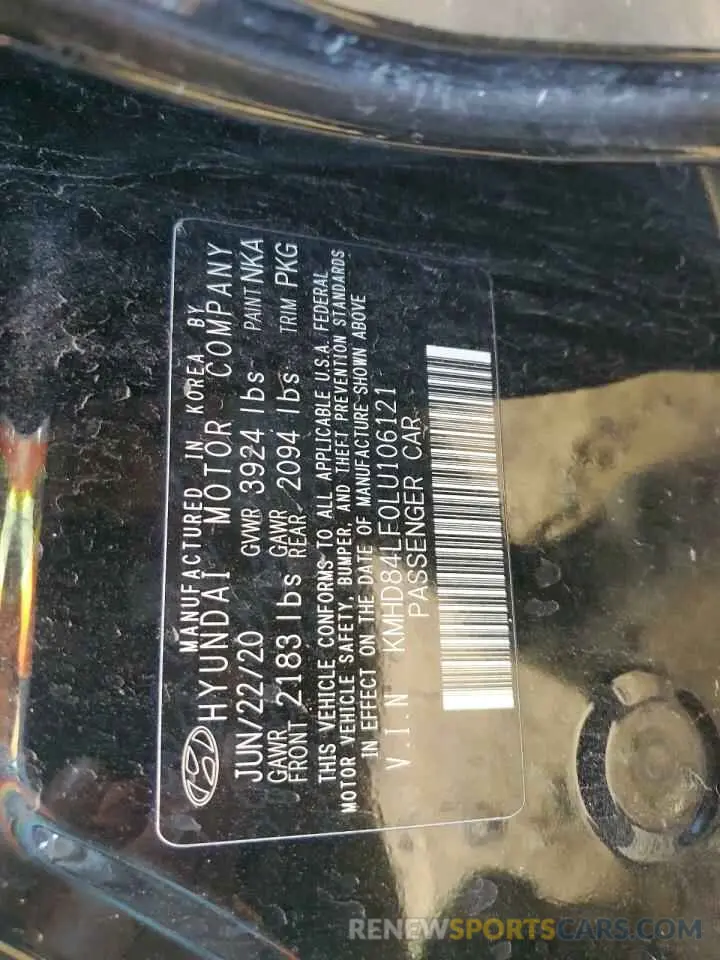 MANUFACTURED IN KOREA BY
HYUNDAI MOTOR COMPANY
JUN/22/20 GVWR 3924 lbs PAINT NKA
GAWR FRONT 2183 lbs GAWR REAR 2094 lbs TRIM PKG
THIS VEHICLE CONFORMS TO ALL APPLICABLE U.S.A. FEDERAL
MOTOR VEHICLE SAFETY, BUMPER, AND THEFT PREVENTION STANDARDS
IN EFFECT ON THE DATE OF MANUFACTURE SHOWN ABOVE
V.I.N KMHD84LF0LU106121
PASSENGER CAR
RENEWSPORTSCARS.COM